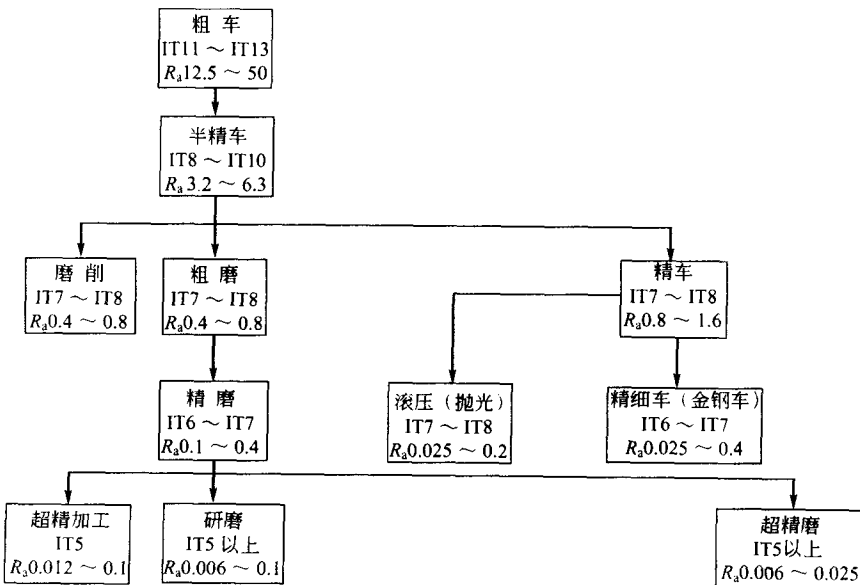 粗 车
IT11 ～ IT13
Ra12.5 ～ 50
半精车
IT8 ～ IT10
Ra 3.2 ～ 6.3
磨 削
IT7 ～ IT8
Ra0.4 ～ 0.8
粗 磨
IT7 ～ IT8
Ra0.4 ～ 0.8
精车
IT7 ～ IT8
Ra0.8 ～ 1.6
精 磨
IT6 ～ IT7
Ra0.1 ～ 0.4
滚压（抛光）
IT7 ～ IT8
Ra0.025 ～ 0.2
精细车（金钢车）
IT6 ～ IT7
Ra0.025 ～ 0.4
超精加工
IT5
Ra0.012 ～ 0.1
研磨
IT5 以上
Ra0.006 ～ 0.1
超精磨
IT5以上
Ra0.006 ～ 0.025